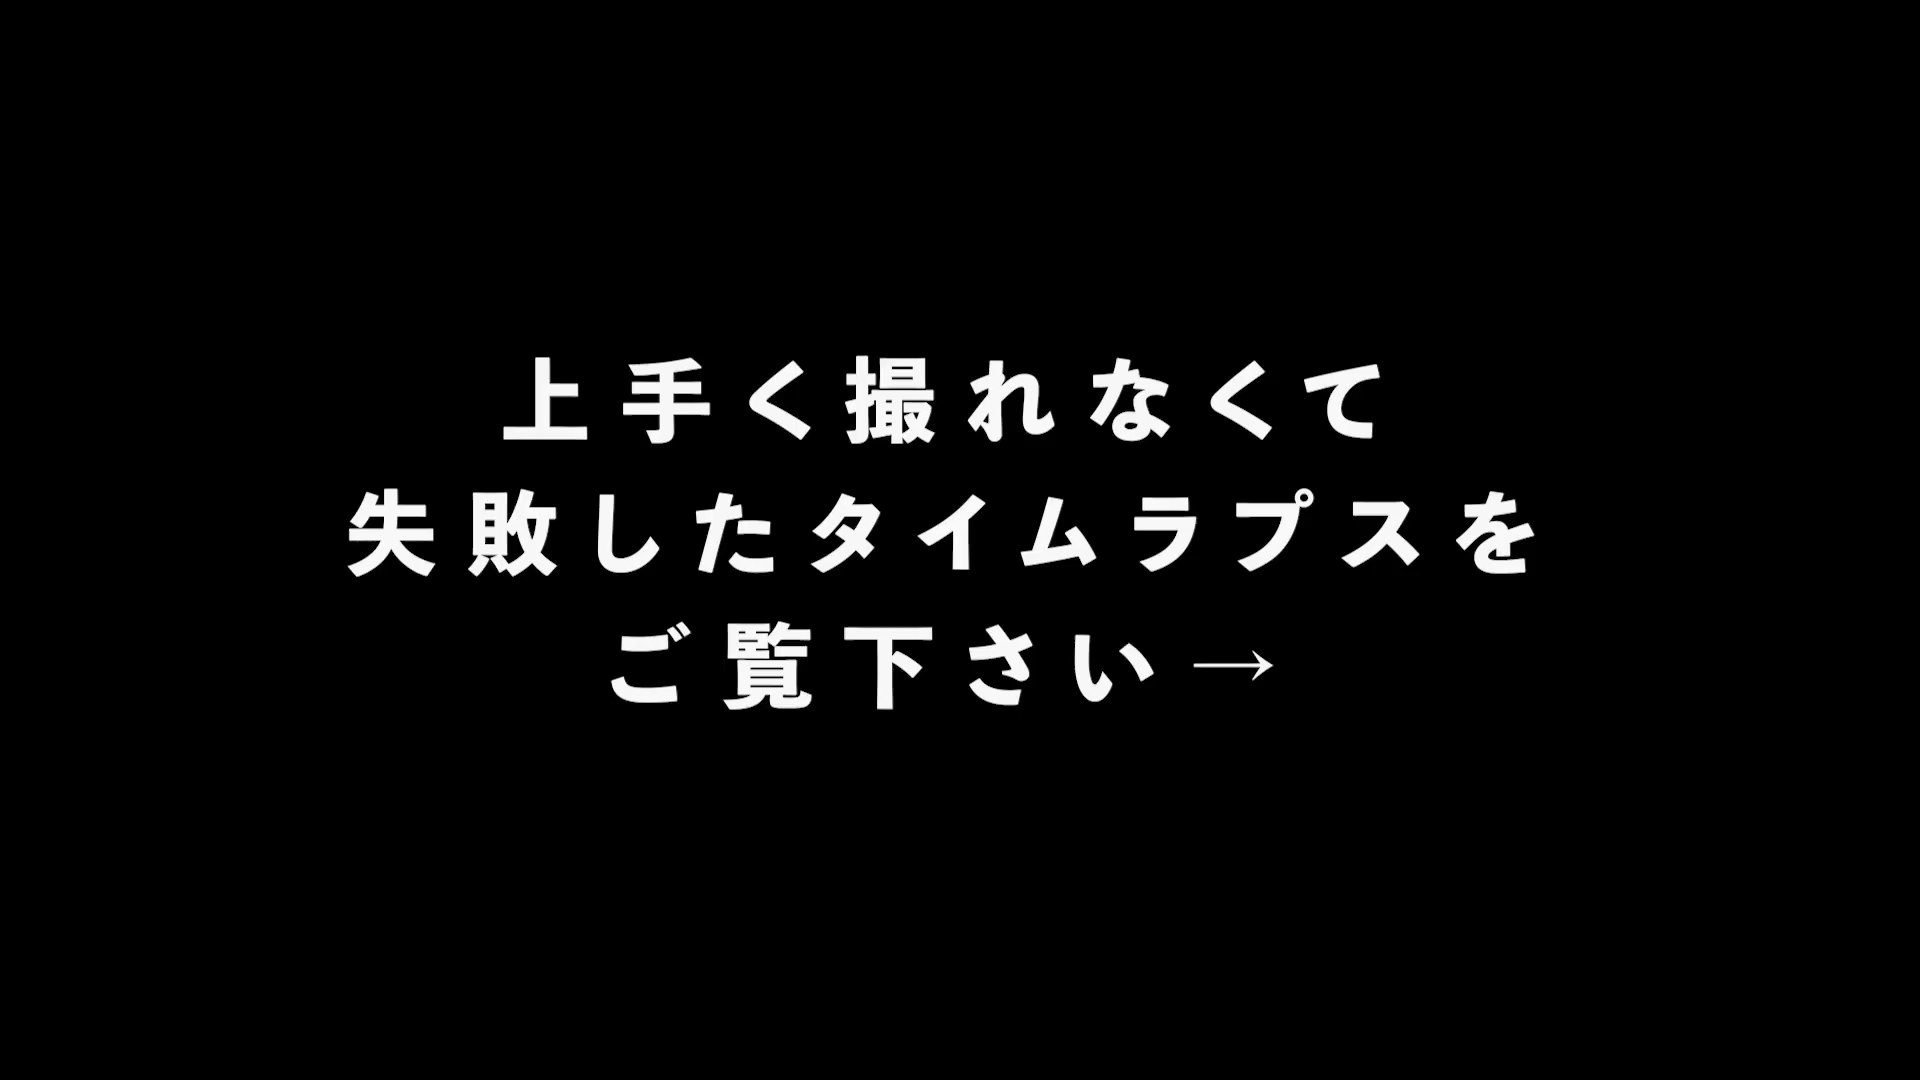 上手く撮れなくて
失敗したタイムラプスを
ご覧下さい→